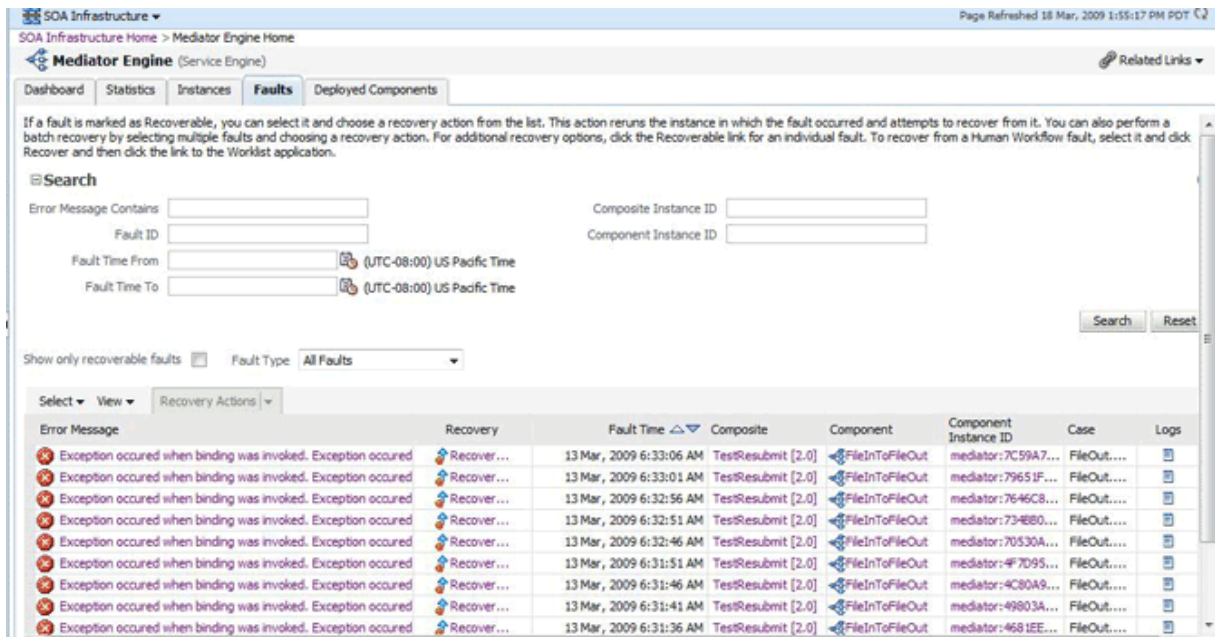 SOA Infrastructure Page Refreshed 18 Mar, 2009 1:55:17 PM PDT
SOA Infrastructure Home > Mediator Engine Home
Mediator Engine (Service Engine) Related Links
Dashboard Statistics Instances Faults Deployed Components
If a fault is marked as Recoverable, you can select it and choose a recovery action from the list. This action reruns the instance in which the fault occurred and attempts to recover from it. You can also perform a
batch recovery by selecting multiple faults and choosing a recovery action. For additional recovery options, click the Recoverable link for an individual fault. To recover from a Human Workflow fault, select it and click
Recover and then click the link to the Worklist application.
Search
Error Message Contains Composite Instance ID
Fault ID Component Instance ID
Fault Time From (UTC-08:00) US Pacific Time
Fault Time To (UTC-08:00) US Pacific Time
Search Reset
Show only recoverable faults Fault Type All Faults
Select View Recovery Actions
Error Message Recovery Fault Time Composite Component Component Instance ID Case Logs
Exception occured when binding was invoked. Exception occured Recover... 13 Mar, 2009 6:33:06 AM TestResubmit [2.0] FileInToFileOut mediator:7C59A7... FileOut....
Exception occured when binding was invoked. Exception occured Recover... 13 Mar, 2009 6:33:01 AM TestResubmit [2.0] FileInToFileOut mediator:79651F... FileOut....
Exception occured when binding was invoked. Exception occured Recover... 13 Mar, 2009 6:32:56 AM TestResubmit [2.0] FileInToFileOut mediator:7646C8... FileOut....
Exception occured when binding was invoked. Exception occured Recover... 13 Mar, 2009 6:32:51 AM TestResubmit [2.0] FileInToFileOut mediator:734EB0... FileOut....
Exception occured when binding was invoked. Exception occured Recover... 13 Mar, 2009 6:32:46 AM TestResubmit [2.0] FileInToFileOut mediator:70530A... FileOut....
Exception occured when binding was invoked. Exception occured Recover... 13 Mar, 2009 6:31:51 AM TestResubmit [2.0] FileInToFileOut mediator:4F7D95... FileOut....
Exception occured when binding was invoked. Exception occured Recover... 13 Mar, 2009 6:31:46 AM TestResubmit [2.0] FileInToFileOut mediator:4C80A9... FileOut....
Exception occured when binding was invoked. Exception occured Recover... 13 Mar, 2009 6:31:41 AM TestResubmit [2.0] FileInToFileOut mediator:49803A... FileOut....
Exception occured when binding was invoked. Exception occured Recover... 13 Mar, 2009 6:31:36 AM TestResubmit [2.0] FileInToFileOut mediator:4681EE... FileOut....